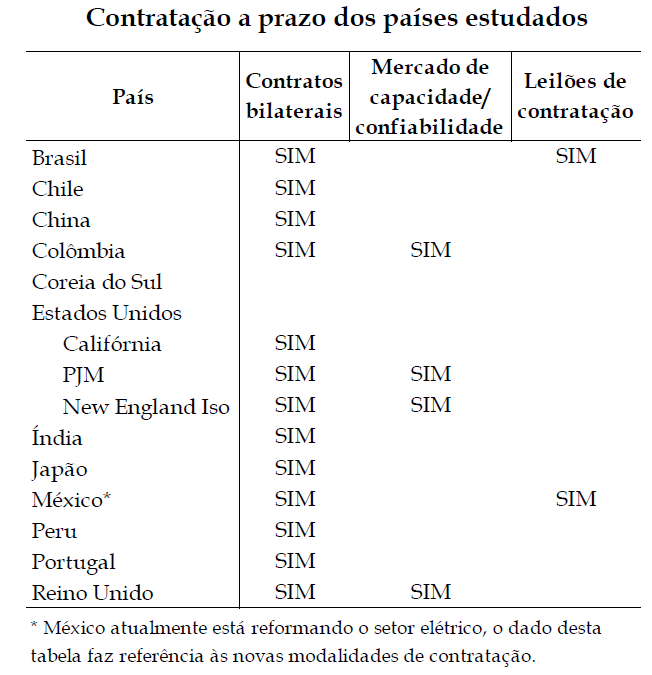 Contratação a prazo dos países estudados
País | Contratos bilaterais | Mercado de capacidade/ confiabilidade | Leilões de contratação
Brasil SIM SIM
Chile SIM
China SIM
Colômbia SIM SIM
Coreia do Sul
Estados Unidos
Califórnia SIM
PJM SIM SIM
New England Iso SIM SIM
Índia SIM
Japão SIM
México* SIM SIM
Peru SIM
Portugal SIM
Reino Unido SIM SIM
* México atualmente está reformando o setor elétrico, o dado desta
tabela faz referência às novas modalidades de contratação.